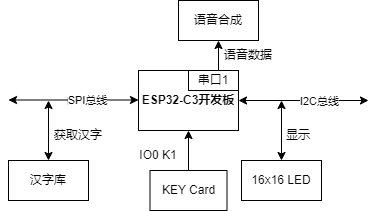 语音合成
语音数据
串口1
SPI总线
ESP32-C3开发板
I2C总线
获取汉字
显示
IO0 K1
汉字库
KEY Card
16x16 LED